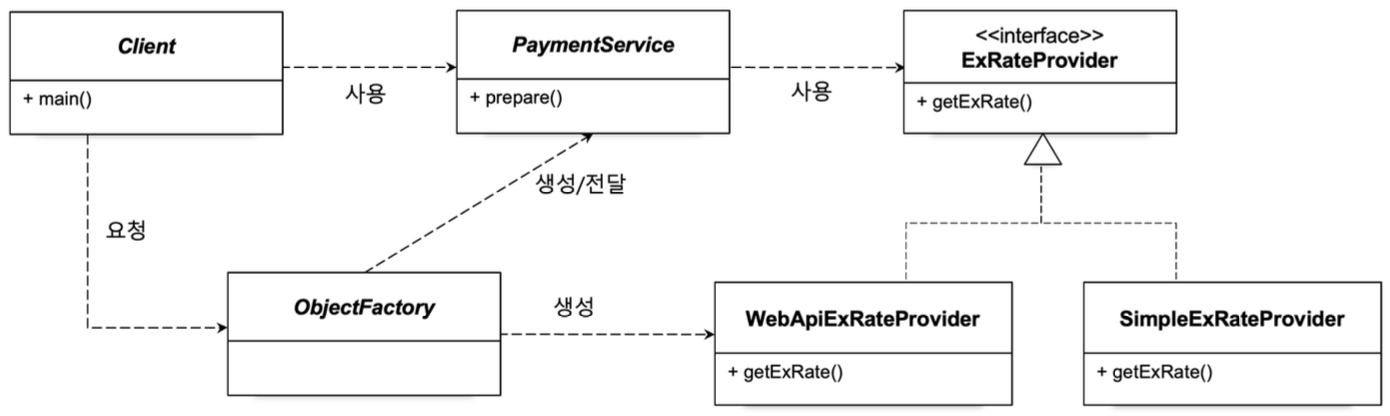 Client
+ main()
사용
PaymentService
+ prepare()
사용
<<interface>>
ExRateProvider
+ getExRate()
생성/전달
요청
ObjectFactory
생성
WebApiExRateProvider
+ getExRate()
SimpleExRateProvider
+ getExRate()